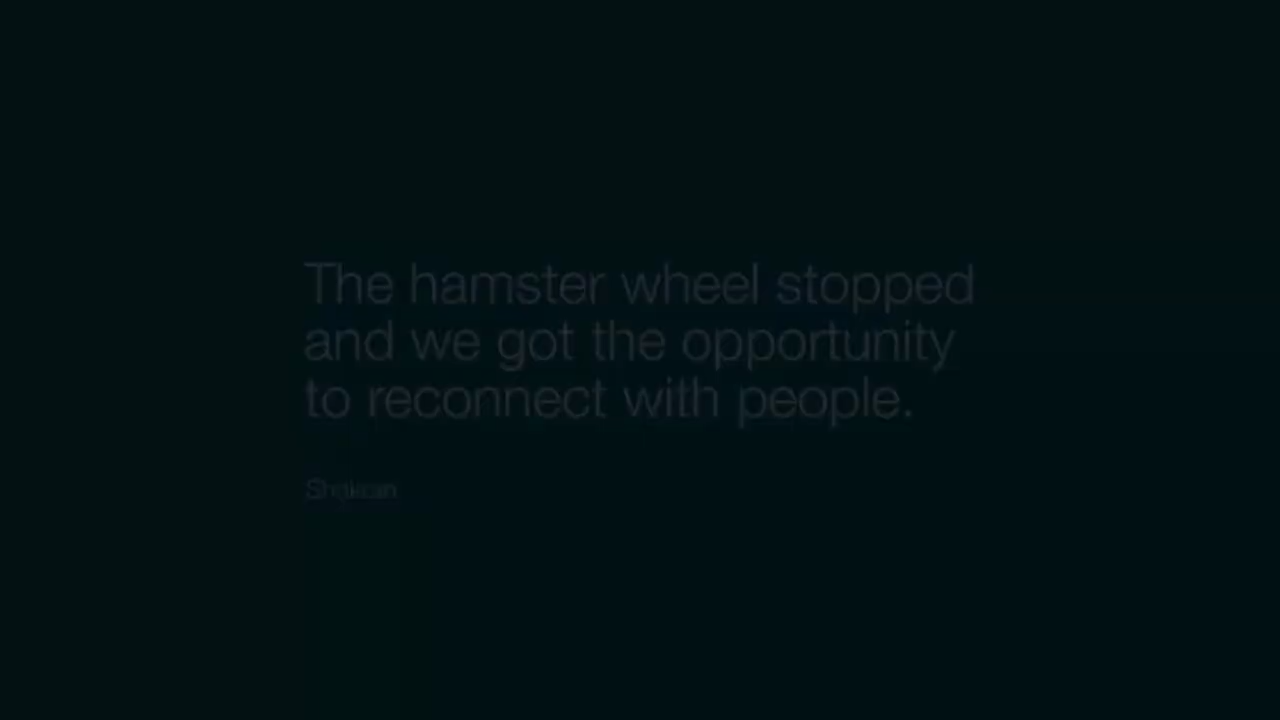 The hamster wheel stopped
and we got the opportunity
to reconnect with people.